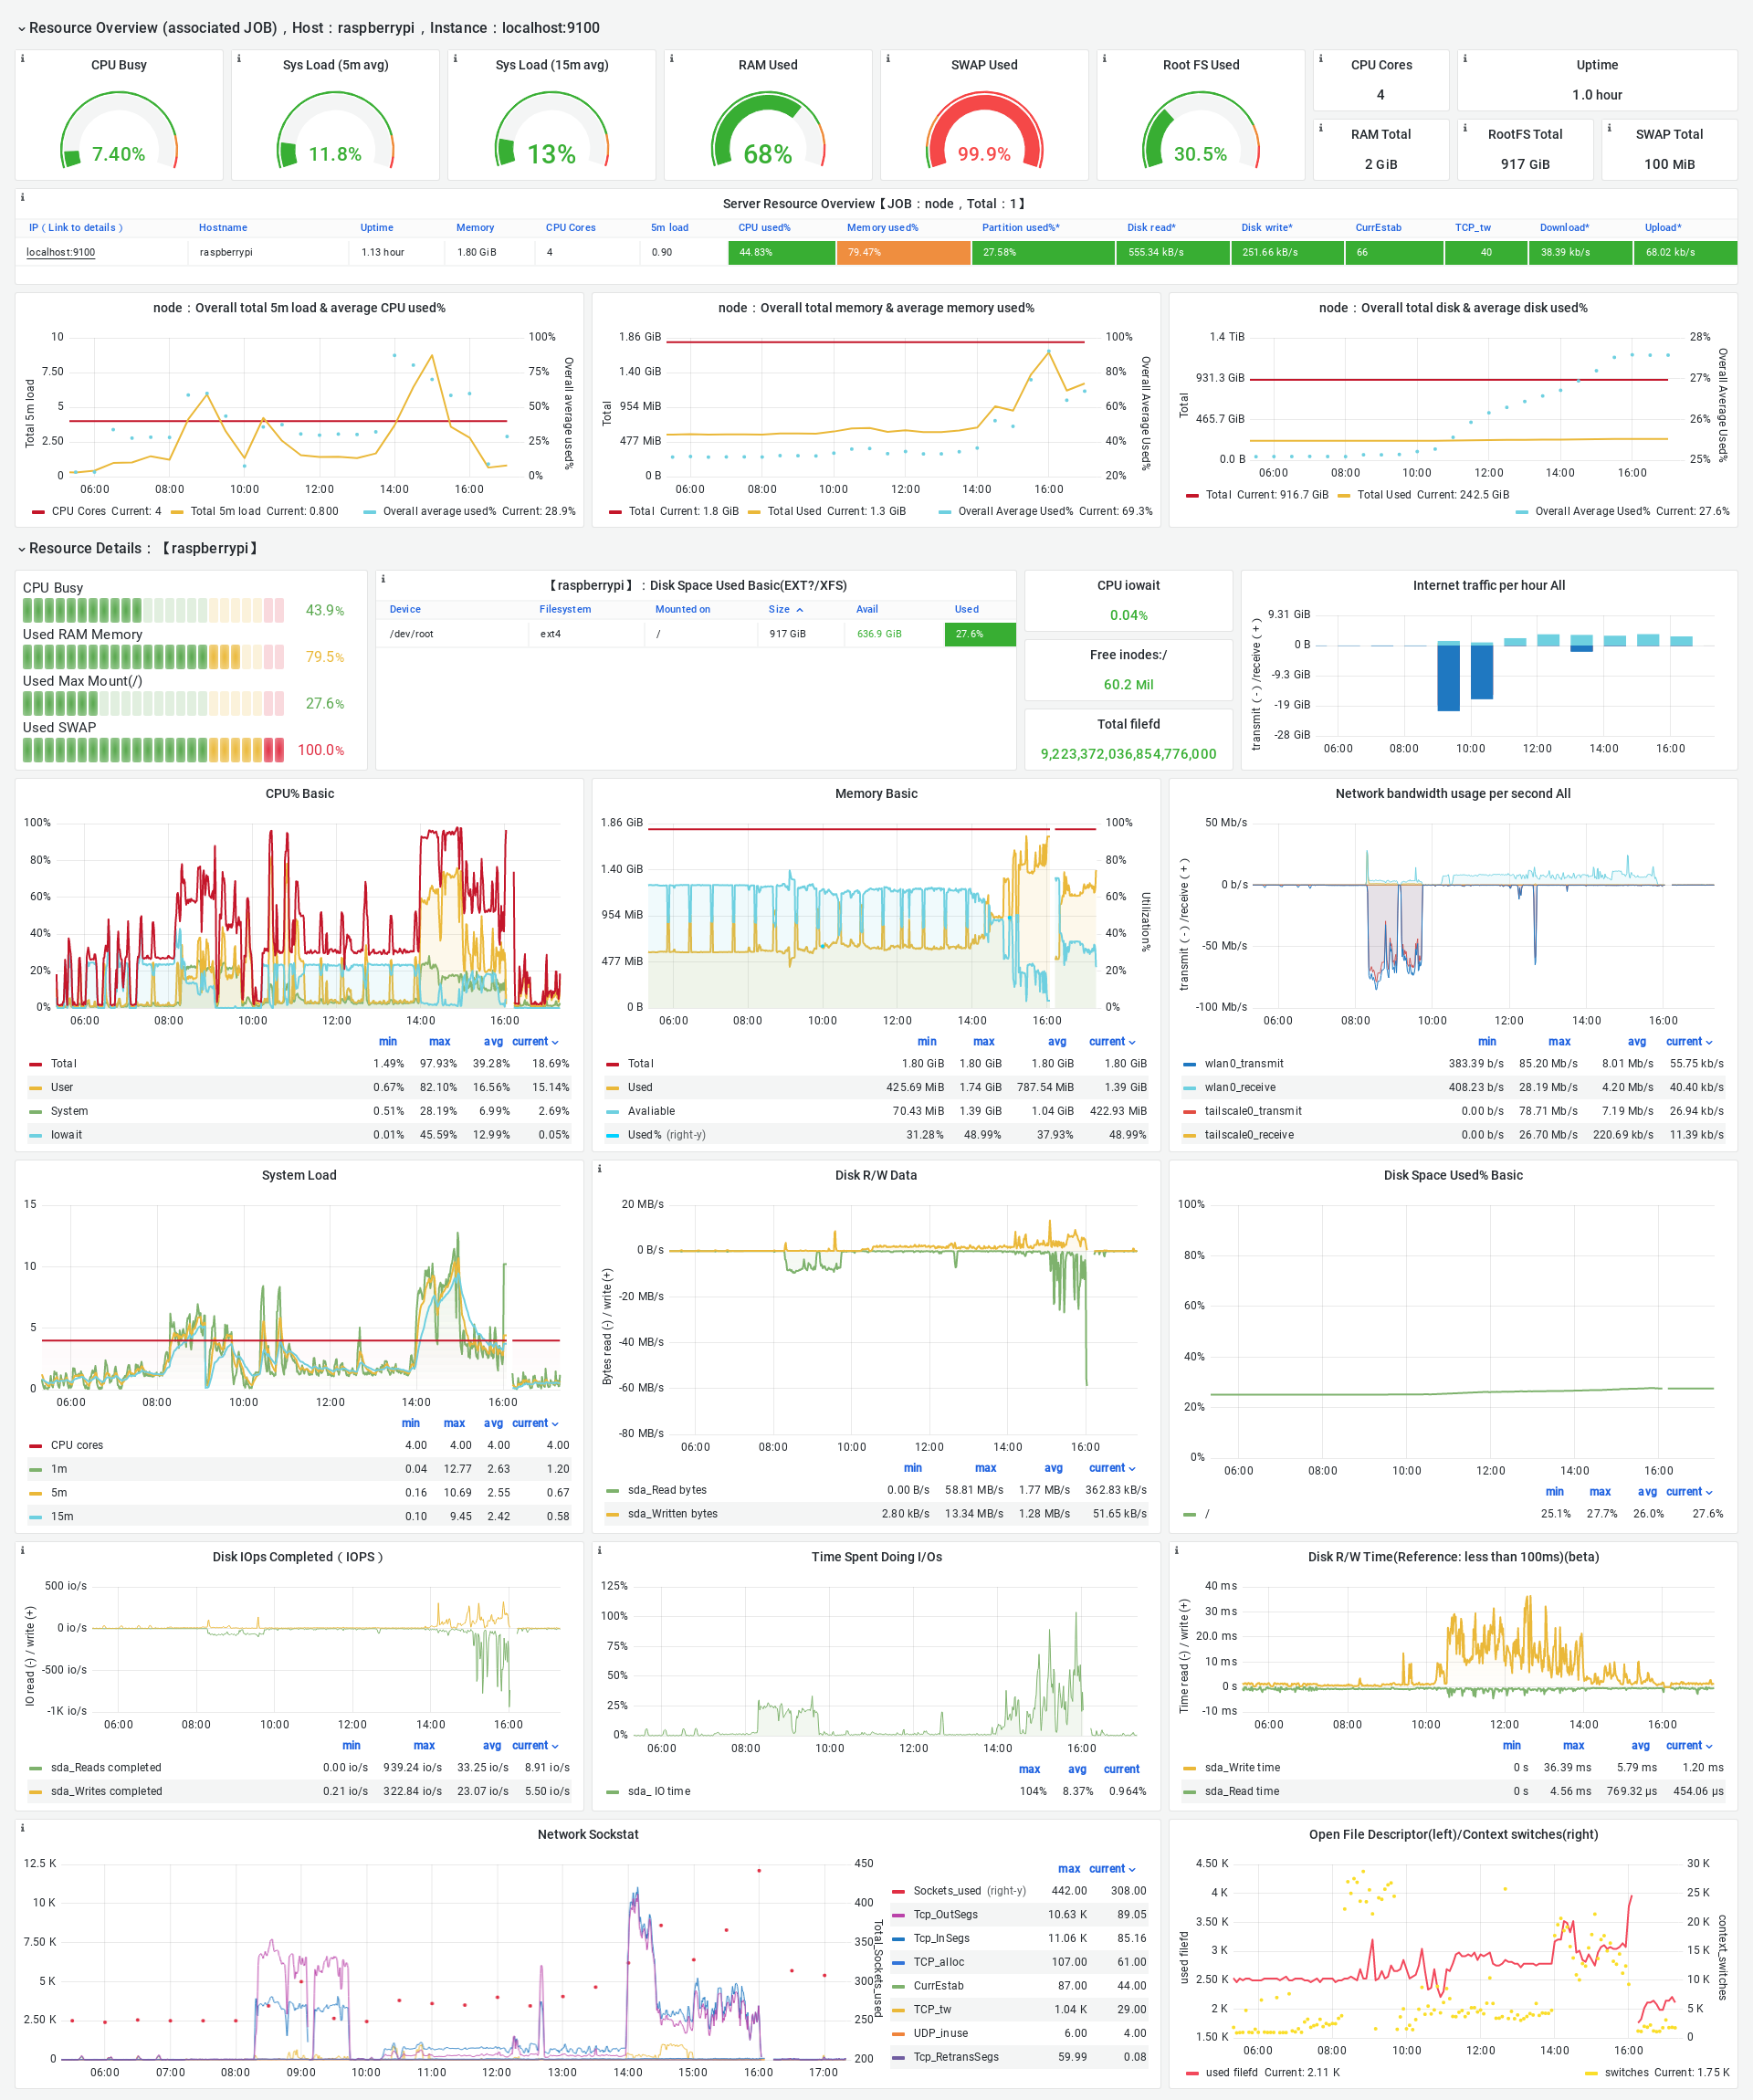 Resource Overview (associated JOB)，Host：raspberrypi，Instance：localhost:9100
CPU Busy
7.40%
Sys Load (5m avg)
11.8%
Sys Load (15m avg)
13%
RAM Used
68%
SWAP Used
99.9%
Root FS Used
30.5%
CPU Cores
4
Uptime
1.0 hour
RAM Total
2 GiB
RootFS Total
917 GiB
SWAP Total
100 MiB
Server Resource Overview【JOB：node，Total：1】
IP（Link to details） Hostname Uptime Memory CPU Cores 5m load CPU used% Memory used% Partition used%* Disk read* Disk write* CurrEstab TCP_tw Download* Upload*
localhost:9100 raspberrypi 1.13 hour 1.80 GiB 4 0.90 44.83% 79.47% 27.58% 555.34 kB/s 251.66 kB/s 66 40 38.39 kb/s 68.02 kb/s
node：Overall total 5m load & average CPU used%
Total 5m load
10
7.50
5
2.50
0
100%
75%
50%
25%
0%
Overall average used%
06:00 08:00 10:00 12:00 14:00 16:00
CPU Cores Current: 4 Total 5m load Current: 0.800 Overall average used% Current: 28.9%
node：Overall total memory & average memory used%
Total
1.86 GiB
1.40 GiB
954 MiB
477 MiB
0 B
100%
80%
60%
40%
20%
Overall Average Used%
06:00 08:00 10:00 12:00 14:00 16:00
Total Current: 1.8 GiB Total Used Current: 1.3 GiB Overall Average Used% Current: 69.3%
node：Overall total disk & average disk used%
Total
1.4 TiB
931.3 GiB
465.7 GiB
0.0 B
28%
27%
26%
25%
Overall Average Used%
06:00 08:00 10:00 12:00 14:00 16:00
Total Current: 916.7 GiB Total Used Current: 242.5 GiB
Overall Average Used% Current: 27.6%
Resource Details：【raspberrypi】
CPU Busy
43.9%
Used RAM Memory
79.5%
Used Max Mount(/)
27.6%
Used SWAP
100.0%
【raspberrypi】：Disk Space Used Basic(EXT?/XFS)
Device Filesystem Mounted on Size Avail Used
/dev/root ext4 / 917 GiB 636.9 GiB 27.6%
CPU iowait
0.04%
Free inodes:/
60.2 Mil
Total filefd
9,223,372,036,854,776,000
Internet traffic per hour All
transmit（-）/receive（+）
9.31 GiB
0 B
-9.3 GiB
-19 GiB
-28 GiB
06:00 08:00 10:00 12:00 14:00 16:00
CPU% Basic
100%
80%
60%
40%
20%
0%
06:00 08:00 10:00 12:00 14:00 16:00
min max avg current
Total 1.49% 97.93% 39.28% 18.69%
User 0.67% 82.10% 16.56% 15.14%
System 0.51% 28.19% 6.99% 2.69%
Iowait 0.01% 45.59% 12.99% 0.05%
Memory Basic
1.86 GiB
1.40 GiB
954 MiB
477 MiB
0 B
100%
80%
60%
40%
20%
0%
Utilization%
06:00 08:00 10:00 12:00 14:00 16:00
min max avg current
Total 1.80 GiB 1.80 GiB 1.80 GiB 1.80 GiB
Used 425.69 MiB 1.74 GiB 787.54 MiB 1.39 GiB
Avaliable 70.43 MiB 1.39 GiB 1.04 GiB 422.93 MiB
Used% (right-y) 31.28% 48.99% 37.93% 48.99%
Network bandwidth usage per second All
transmit（-）/receive（+）
50 Mb/s
0 b/s
-50 Mb/s
-100 Mb/s
06:00 08:00 10:00 12:00 14:00 16:00
min max avg current
wlan0_transmit 383.39 b/s 85.20 Mb/s 8.01 Mb/s 55.75 kb/s
wlan0_receive 408.23 b/s 28.19 Mb/s 4.20 Mb/s 40.40 kb/s
tailscale0_transmit 0.00 b/s 78.71 Mb/s 7.19 Mb/s 26.94 kb/s
tailscale0_receive 0.00 b/s 26.70 Mb/s 220.69 kb/s 11.39 kb/s
System Load
15
10
5
0
06:00 08:00 10:00 12:00 14:00 16:00
min max avg current
CPU cores 4.00 4.00 4.00 4.00
1m 0.04 12.77 2.63 1.20
5m 0.16 10.69 2.55 0.67
15m 0.10 9.45 2.42 0.58
Disk R/W Data
Bytes read (-) / write (+)
20 MB/s
0 B/s
-20 MB/s
-40 MB/s
-60 MB/s
-80 MB/s
06:00 08:00 10:00 12:00 14:00 16:00
min max avg current
sda_Read bytes 0.00 B/s 58.81 MB/s 1.77 MB/s 362.83 kB/s
sda_Written bytes 2.80 kB/s 13.34 MB/s 1.28 MB/s 51.65 kB/s
Disk Space Used% Basic
100%
80%
60%
40%
20%
0%
06:00 08:00 10:00 12:00 14:00 16:00
min max avg current
/ 25.1% 27.7% 26.0% 27.6%
Disk IOps Completed（IOPS）
IO read (-) / write (+)
500 io/s
0 io/s
-500 io/s
-1K io/s
06:00 08:00 10:00 12:00 14:00 16:00
min max avg current
sda_Reads completed 0.00 io/s 939.24 io/s 33.25 io/s 8.91 io/s
sda_Writes completed 0.21 io/s 322.84 io/s 23.07 io/s 5.50 io/s
Time Spent Doing I/Os
125%
100%
75%
50%
25%
0%
06:00 08:00 10:00 12:00 14:00 16:00
max avg current
sda_ IO time 104% 8.37% 0.964%
Disk R/W Time(Reference: less than 100ms)(beta)
Time read (-) / write (+)
40 ms
30 ms
20.0 ms
10 ms
0 s
-10 ms
06:00 08:00 10:00 12:00 14:00 16:00
min max avg current
sda_Write time 0 s 36.39 ms 5.79 ms 1.20 ms
sda_Read time 0 s 4.56 ms 769.32 µs 454.06 µs
Network Sockstat
12.5 K
10 K
7.50 K
5 K
2.50 K
0
450
400
350
300
250
200
Total_Sockets_used
06:00 07:00 08:00 09:00 10:00 11:00 12:00 13:00 14:00 15:00 16:00 17:00
max current
Sockets_used (right-y) 442.00 308.00
Tcp_OutSegs 10.63 K 89.05
Tcp_InSegs 11.06 K 85.16
TCP_alloc 107.00 61.00
CurrEstab 87.00 44.00
TCP_tw 1.04 K 29.00
UDP_inuse 6.00 4.00
Tcp_RetransSegs 59.99 0.08
Open File Descriptor(left)/Context switches(right)
used filefd
4.50 K
4 K
3.50 K
3 K
2.50 K
2 K
1.50 K
30 K
25 K
20 K
15 K
10 K
5 K
0
context_switches
06:00 08:00 10:00 12:00 14:00 16:00
used filefd Current: 2.11 K switches Current: 1.75 K